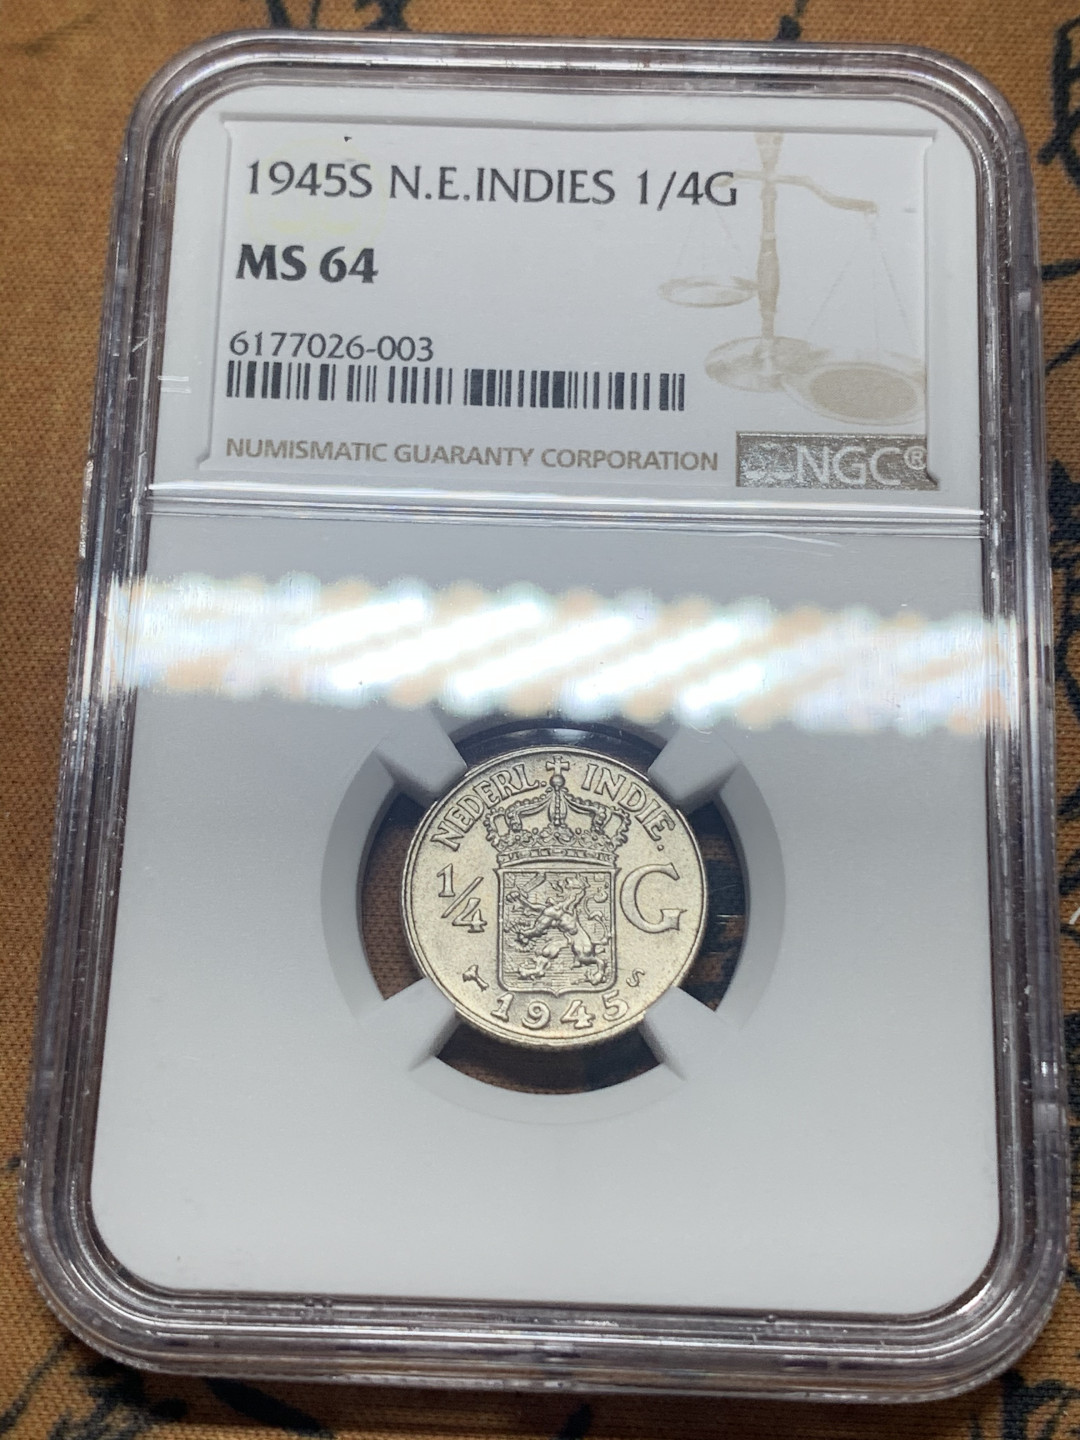 1945S N.E.INDIES 1/4G
MS 64
6177026-003
NUMISMATIC GUARANTY CORPORATION
NGC®
NEDERL. INDIE.
1/4 G
S
1945